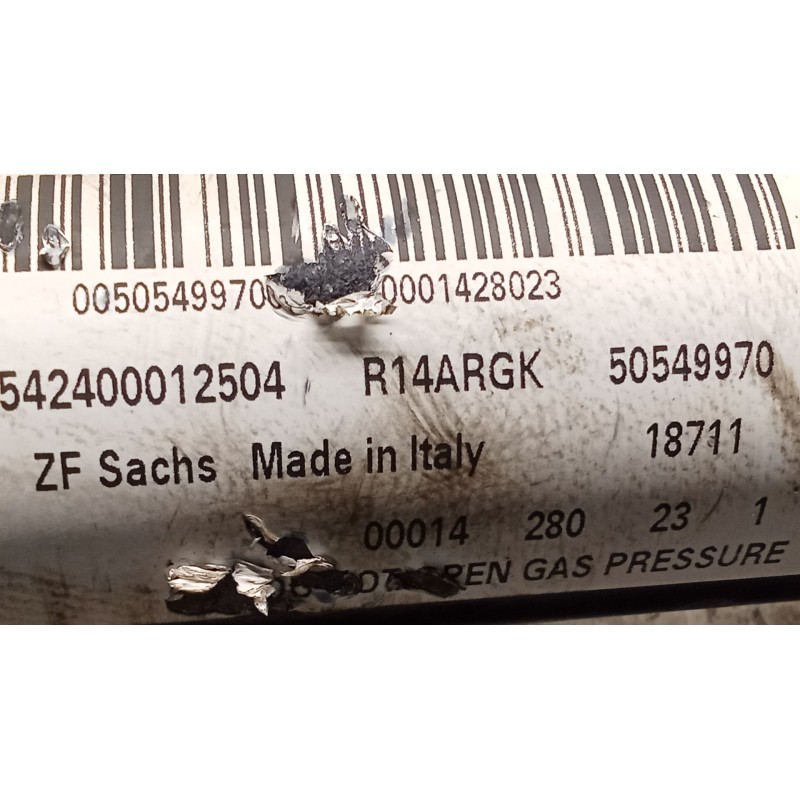 0050549970 0001428023
542400012504 R14ARGK 50549970
ZF Sachs Made in Italy 18711
00014 280 23 / 1
GAS PRESSURE